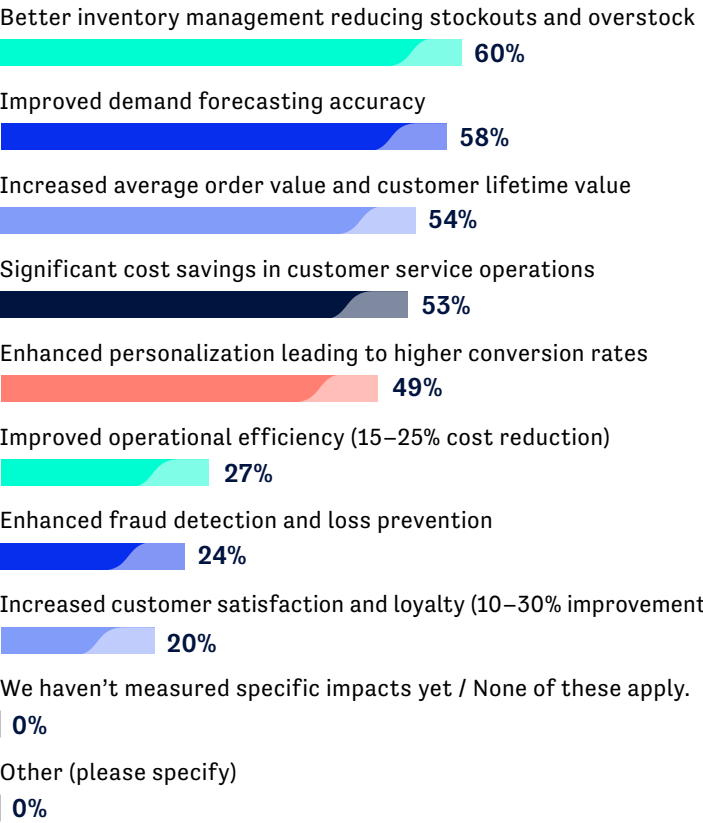 Better inventory management reducing stockouts and overstock
60%
Improved demand forecasting accuracy
58%
Increased average order value and customer lifetime value
54%
Significant cost savings in customer service operations
53%
Enhanced personalization leading to higher conversion rates
49%
Improved operational efficiency (15–25% cost reduction)
27%
Enhanced fraud detection and loss prevention
24%
Increased customer satisfaction and loyalty (10–30% improvement
20%
We haven’t measured specific impacts yet / None of these apply.
0%
Other (please specify)
0%